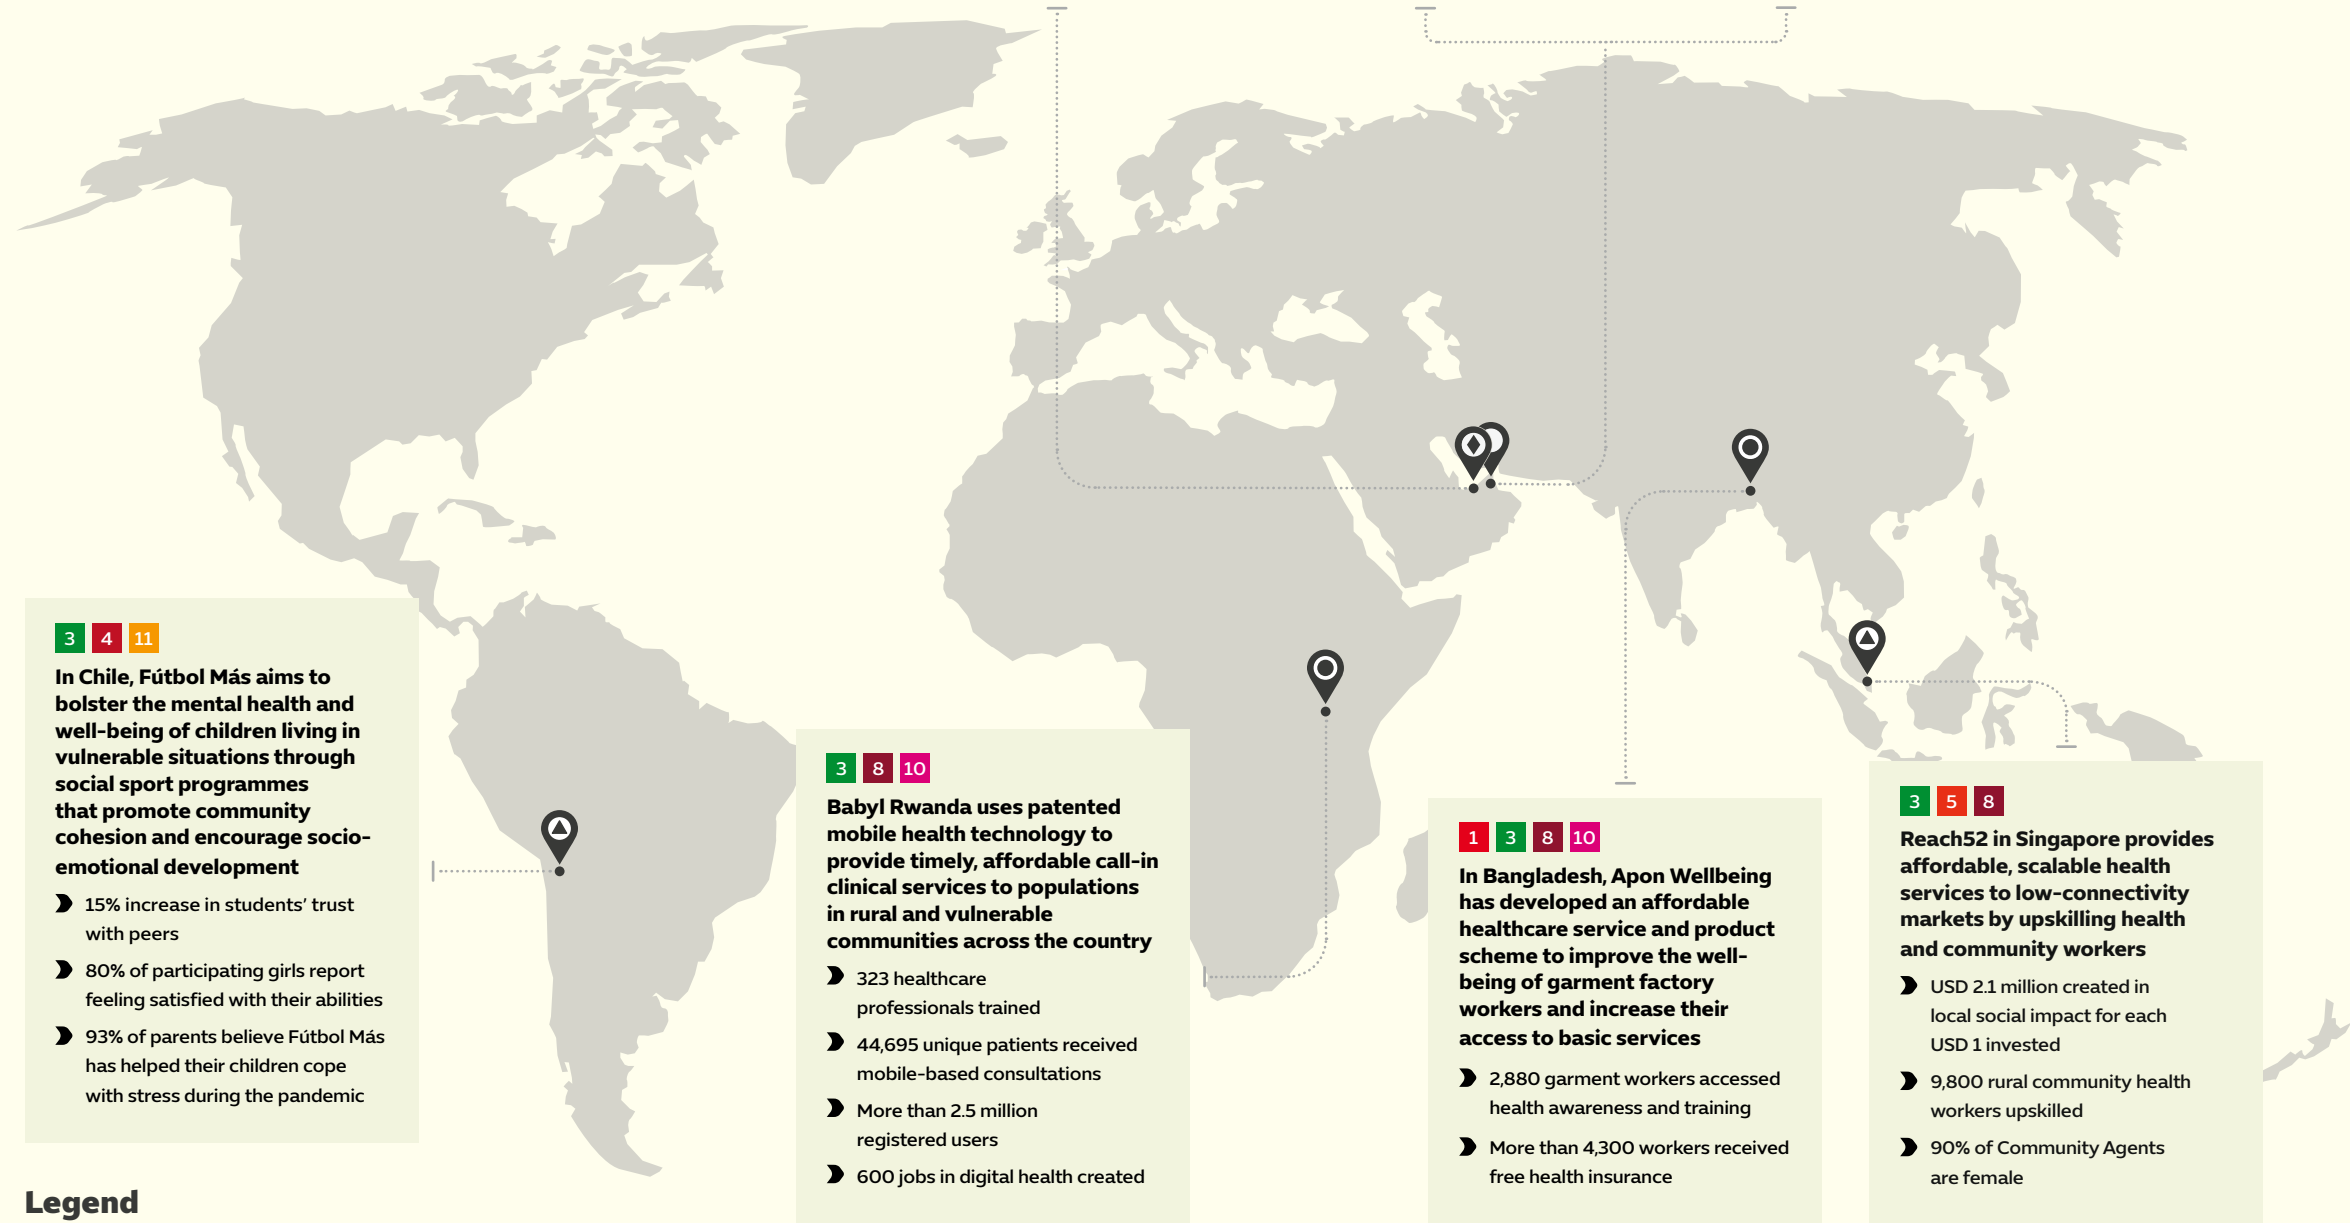 3 4 11
In Chile, Fútbol Más aims to
bolster the mental health and
well-being of children living in
vulnerable situations through
social sport programmes
that promote community
cohesion and encourage socio-
emotional development
15% increase in students’ trust
with peers
80% of participating girls report
feeling satisfied with their abilities
93% of parents believe Fútbol Más
has helped their children cope
with stress during the pandemic
3 8 10
Babyl Rwanda uses patented
mobile health technology to
provide timely, affordable call-in
clinical services to populations
in rural and vulnerable
communities across the country
323 healthcare
professionals trained
44,695 unique patients received
mobile-based consultations
More than 2.5 million
registered users
600 jobs in digital health created
1 3 8 10
In Bangladesh, Apon Wellbeing
has developed an affordable
healthcare service and product
scheme to improve the well-
being of garment factory
workers and increase their
access to basic services
2,880 garment workers accessed
health awareness and training
More than 4,300 workers received
free health insurance
3 5 8
Reach52 in Singapore provides
affordable, scalable health
services to low-connectivity
markets by upskilling health
and community workers
USD 2.1 million created in
local social impact for each
USD 1 invested
9,800 rural community health
workers upskilled
90% of Community Agents
are female
Legend